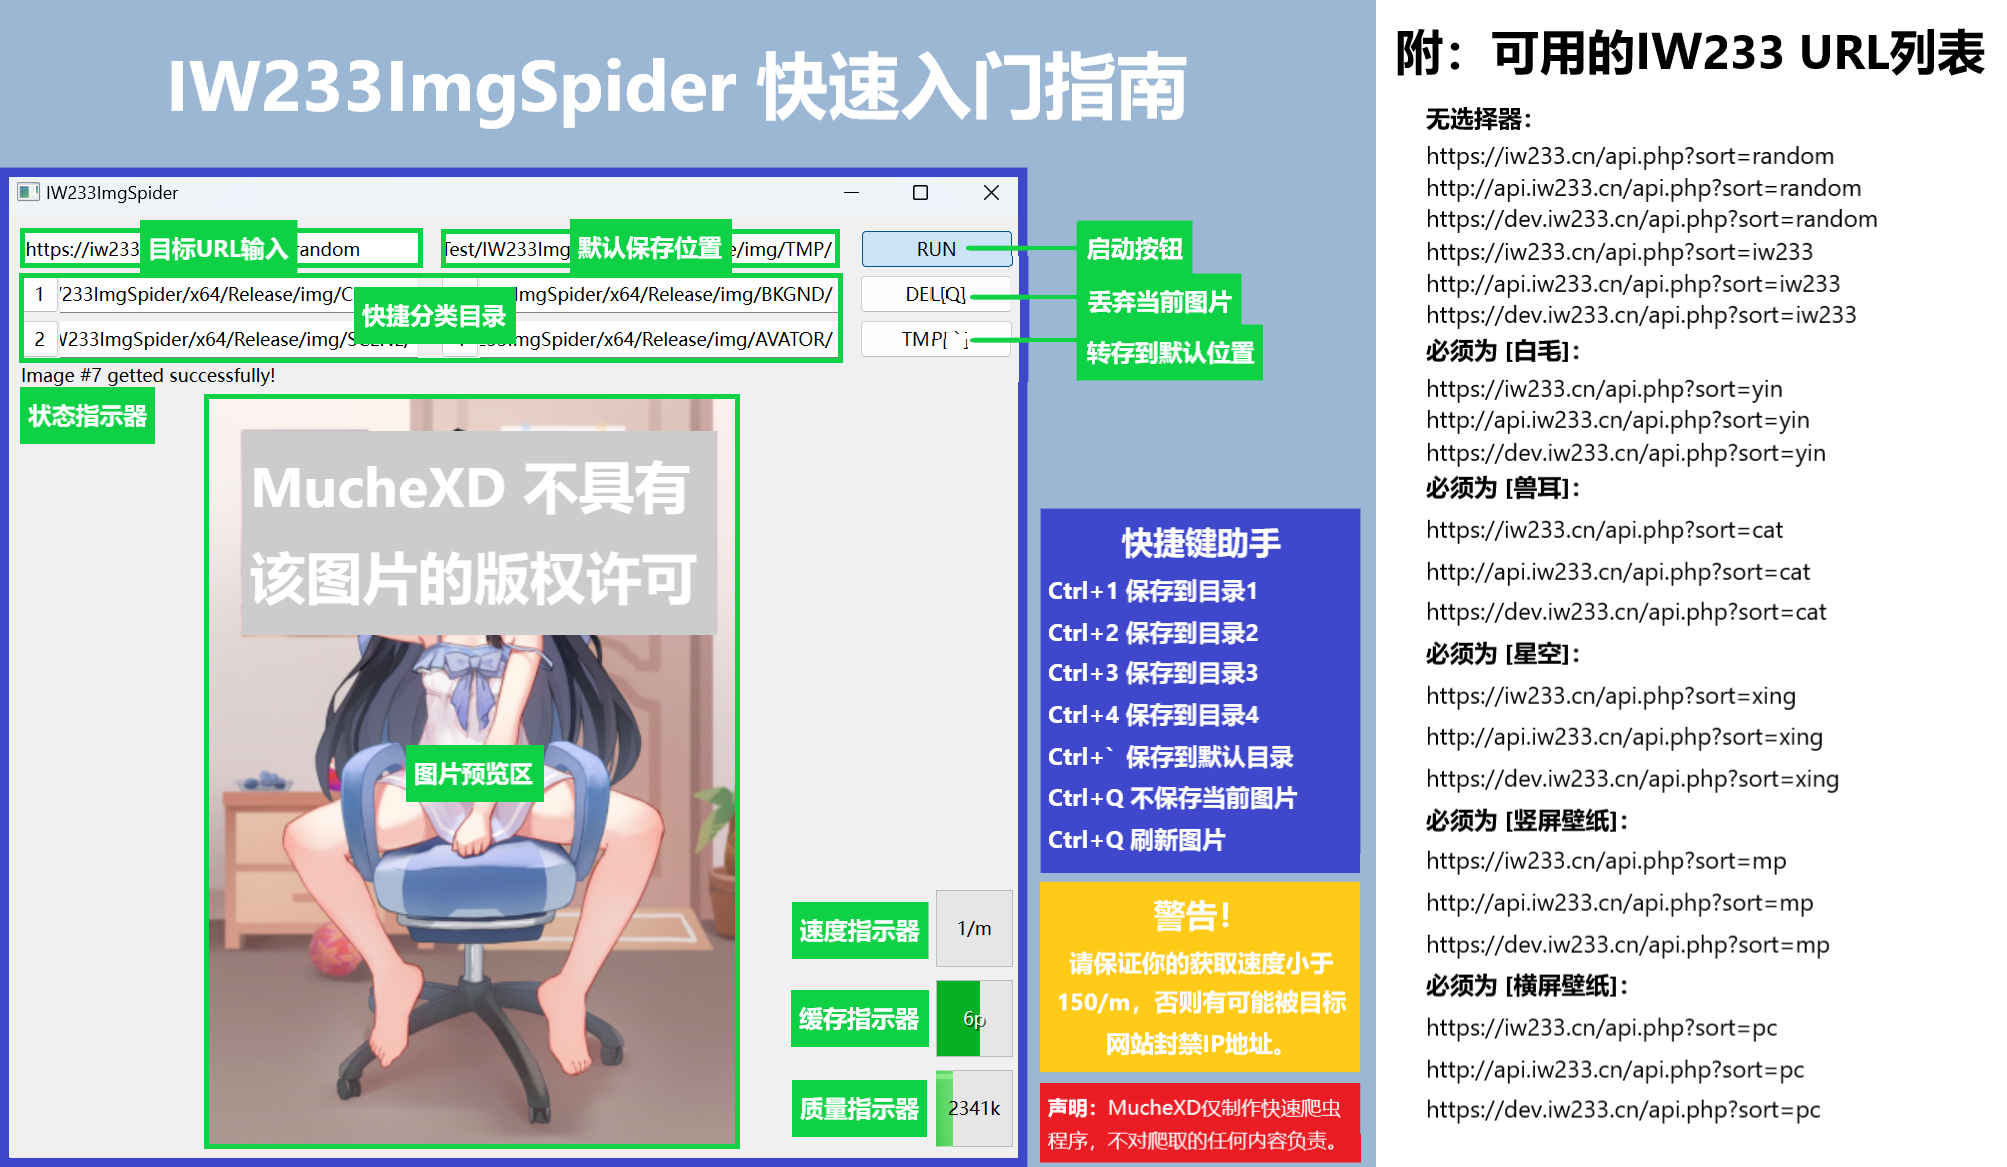 IW233ImgSpider 快速入门指南
IW233ImgSpider
https://iw233
目标URL输入
random
Test/IW233Img
默认保存位置
e/img/TMP/
RUN
启动按钮
1
/233ImgSpider/x64/Release/img/C
快捷分类目录
ImgSpider/x64/Release/img/BKGND/
DEL[Q]
丢弃当前图片
2
W233ImgSpider/x64/Release/img/SCENE/
233ImgSpider/x64/Release/img/AVATOR/
TMP[`]
转存到默认位置
Image #7 getted successfully!
状态指示器
MucheXD 不具有
该图片的版权许可
图片预览区
速度指示器
1/m
缓存指示器
6p
质量指示器
2341k
快捷键助手
Ctrl+1 保存到目录1
Ctrl+2 保存到目录2
Ctrl+3 保存到目录3
Ctrl+4 保存到目录4
Ctrl+` 保存到默认目录
Ctrl+Q 不保存当前图片
Ctrl+Q 刷新图片
警告！
请保证你的获取速度小于
150/m，否则有可能被目标
网站封禁IP地址。
声明：MucheXD仅制作快速爬虫
程序，不对爬取的任何内容负责。
附：可用的IW233 URL列表
无选择器：
https://iw233.cn/api.php?sort=random
http://api.iw233.cn/api.php?sort=random
https://dev.iw233.cn/api.php?sort=random
https://iw233.cn/api.php?sort=iw233
http://api.iw233.cn/api.php?sort=iw233
https://dev.iw233.cn/api.php?sort=iw233
必须为 [白毛]：
https://iw233.cn/api.php?sort=yin
http://api.iw233.cn/api.php?sort=yin
https://dev.iw233.cn/api.php?sort=yin
必须为 [兽耳]：
https://iw233.cn/api.php?sort=cat
http://api.iw233.cn/api.php?sort=cat
https://dev.iw233.cn/api.php?sort=cat
必须为 [星空]：
https://iw233.cn/api.php?sort=xing
http://api.iw233.cn/api.php?sort=xing
https://dev.iw233.cn/api.php?sort=xing
必须为 [竖屏壁纸]：
https://iw233.cn/api.php?sort=mp
http://api.iw233.cn/api.php?sort=mp
https://dev.iw233.cn/api.php?sort=mp
必须为 [横屏壁纸]：
https://iw233.cn/api.php?sort=pc
http://api.iw233.cn/api.php?sort=pc
https://dev.iw233.cn/api.php?sort=pc